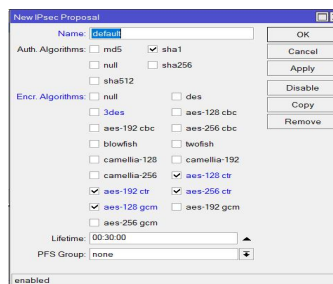 New IPsec Proposal
Name: default
OK
Auth. Algorithms: md5 sha1
Cancel
null sha256
Apply
sha512
Disable
Encr. Algorithms: null des
Copy
3des aes-128 cbc
Remove
aes-192 cbc aes-256 cbc
blowfish twofish
camellia-128 camellia-192
camellia-256 aes-128 ctr
aes-192 ctr aes-256 ctr
aes-128 gcm aes-192 gcm
aes-256 gcm
Lifetime: 00:30:00
PFS Group: none
enabled